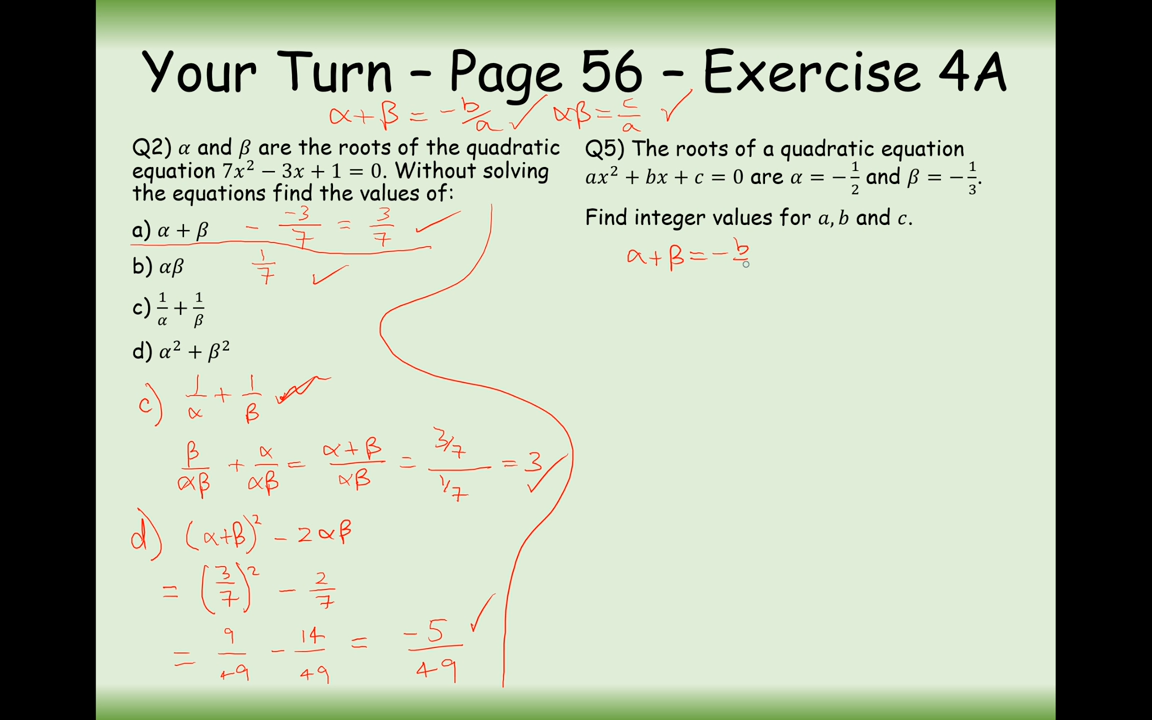 Your Turn – Page 56 – Exercise 4A
α + β = -b/a ✓ αβ = c/a ✓
Q2) α and β are the roots of the quadratic
equation 7x² − 3x + 1 = 0. Without solving
the equations find the values of:
a) α + β - -3/7 = 3/7 ✓
b) αβ 1/7 ✓
c) 1/α + 1/β
d) α² + β²
c) 1/α + 1/β ✓
β/αβ + α/αβ = α+β/αβ = 3/7 / 1/7 = 3 ✓
d) (α+β)² - 2αβ
= (3/7)² - 2/7
= 9/49 - 14/49 = -5/49 ✓
Q5) The roots of a quadratic equation
ax² + bx + c = 0 are α = −1/2 and β = −1/3.
Find integer values for a, b and c.
α + β = - b/